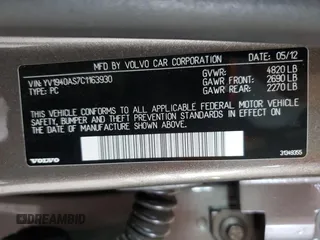 MFD BY VOLVO CAR CORPORATION DATE: 05/12
VIN: YV1940AS7C1163930 GVWR: 4820 LB
TYPE: PC GAWR FRONT: 2690 LB
GAWR REAR: 2270 LB
THIS VEHICLE CONFORMS TO ALL APPLICABLE U.S. FEDERAL MOTOR VEHICLE
SAFETY, BUMPER AND THEFT PREVENTION STANDARDS IN EFFECT ON THE DATE
OF MANUFACTURE SHOWN ABOVE.
VOLVO 31348355
DREAMBID